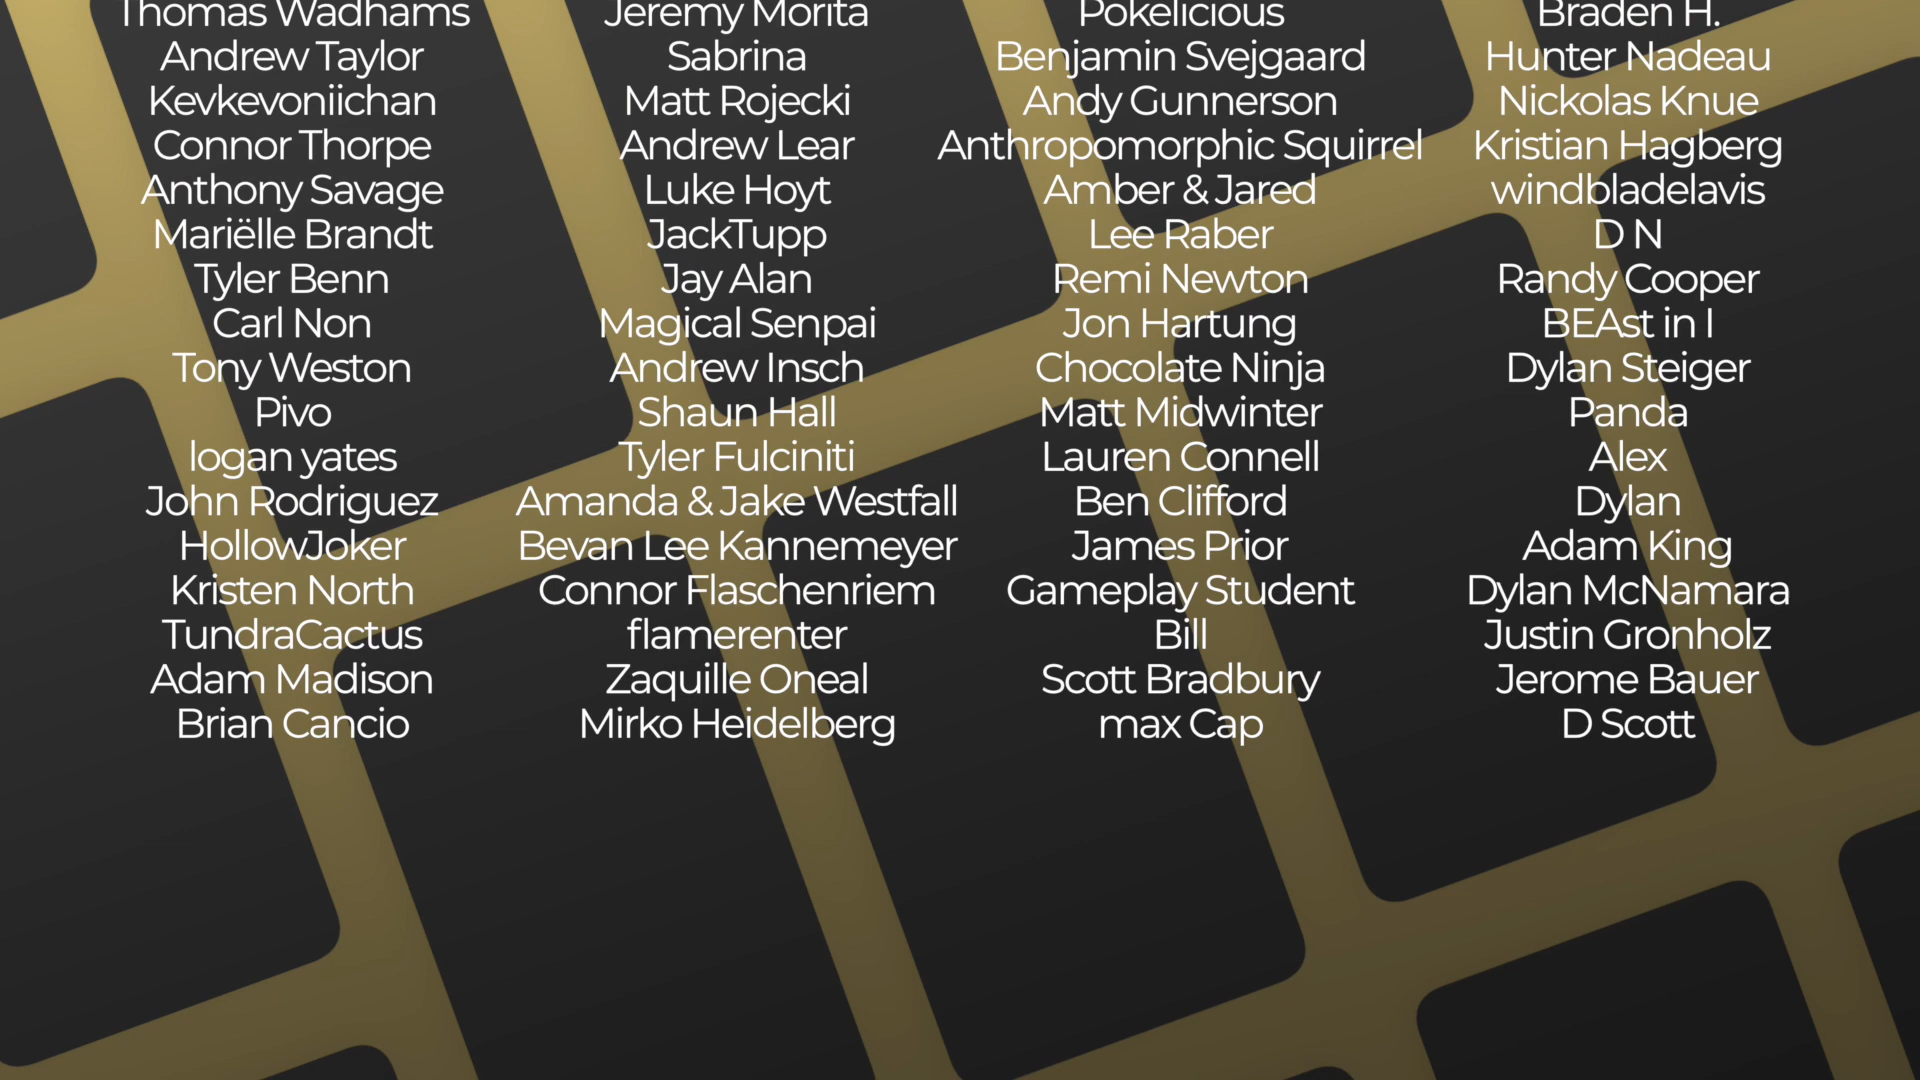 Thomas Wadhams
Andrew Taylor
Kevkevoniichan
Connor Thorpe
Anthony Savage
Mariëlle Brandt
Tyler Benn
Carl Non
Tony Weston
Pivo
logan yates
John Rodriguez
HollowJoker
Kristen North
TundraCactus
Adam Madison
Brian Cancio
Jeremy Morita
Sabrina
Matt Rojecki
Andrew Lear
Luke Hoyt
JackTupp
Jay Alan
Magical Senpai
Andrew Insch
Shaun Hall
Tyler Fulciniti
Amanda & Jake Westfall
Bevan Lee Kannemeyer
Connor Flaschenriem
flamerenter
Zaquille Oneal
Mirko Heidelberg
Pokelicious
Benjamin Svejgaard
Andy Gunnerson
Anthropomorphic Squirrel
Amber & Jared
Lee Raber
Remi Newton
Jon Hartung
Chocolate Ninja
Matt Midwinter
Lauren Connell
Ben Clifford
James Prior
Gameplay Student
Bill
Scott Bradbury
max Cap
Braden H.
Hunter Nadeau
Nickolas Knue
Kristian Hagberg
windbladelavis
D N
Randy Cooper
BEAst in I
Dylan Steiger
Panda
Alex
Dylan
Adam King
Dylan McNamara
Justin Gronholz
Jerome Bauer
D Scott